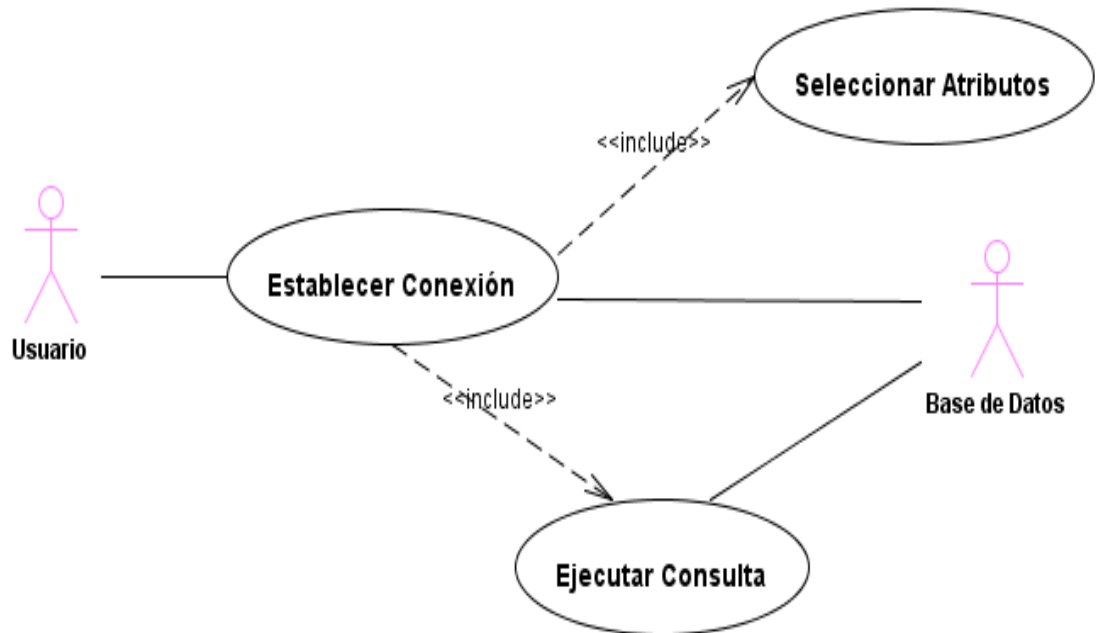 Seleccionar Atributos
<<include>>
Establecer Conexión
Usuario
Base de Datos
<<include>>
Ejecutar Consulta